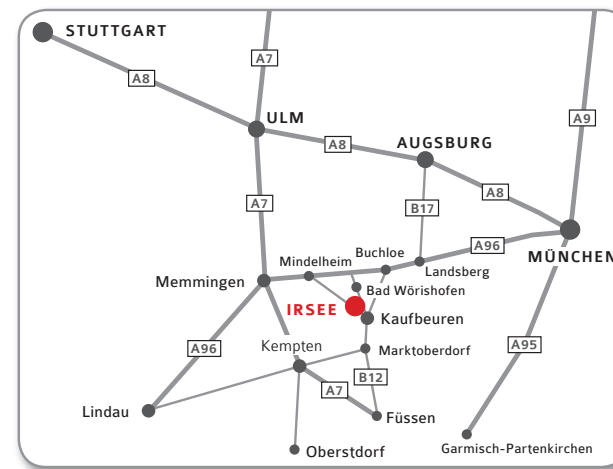 STUTTGART
A7
A8
ULM
A9
A8
AUGSBURG
A8
A7
B17
MÜNCHEN
A96
Buchloe
Mindelheim
Landsberg
Memmingen
Bad Wörishofen
IRSEE
Kaufbeuren
A96
Kempten
Marktoberdorf
A95
B12
A7
Lindau
Füssen
Oberstdorf
Garmisch-Partenkirchen